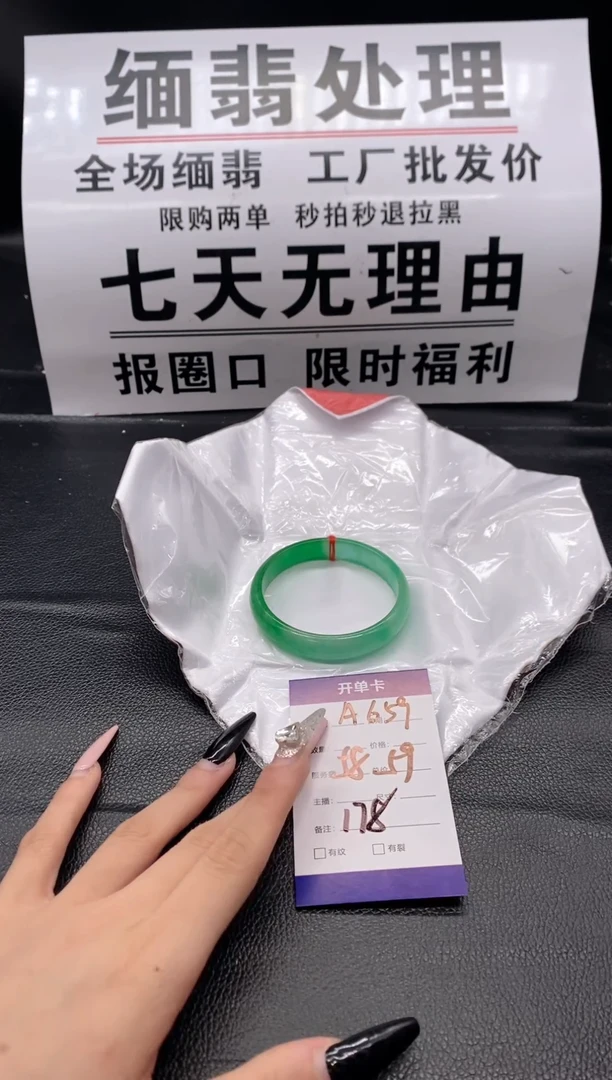 缅翡处理
全场缅翡 工厂批发价
限购两单 秒拍秒退拉黑
七天无理由
报圈口 限时福利
开单卡
A659
价格:
58 59
主播:
备注: 178
有纹 有裂